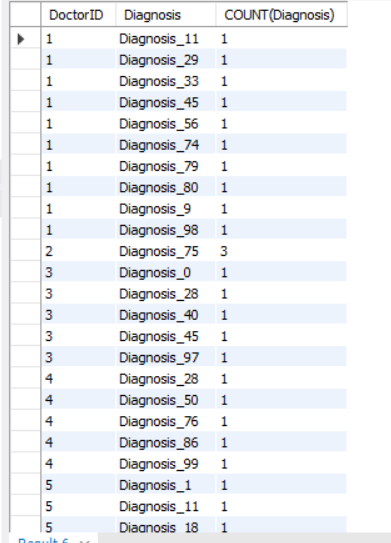 DoctorID Diagnosis COUNT(Diagnosis)
1 Diagnosis_11 1
1 Diagnosis_29 1
1 Diagnosis_33 1
1 Diagnosis_45 1
1 Diagnosis_56 1
1 Diagnosis_74 1
1 Diagnosis_79 1
1 Diagnosis_80 1
1 Diagnosis_9 1
1 Diagnosis_98 1
2 Diagnosis_75 3
3 Diagnosis_0 1
3 Diagnosis_28 1
3 Diagnosis_40 1
3 Diagnosis_45 1
3 Diagnosis_97 1
4 Diagnosis_28 1
4 Diagnosis_50 1
4 Diagnosis_76 1
4 Diagnosis_86 1
4 Diagnosis_99 1
5 Diagnosis_1 1
5 Diagnosis_11 1
5 Diagnosis_18 1
Result 6